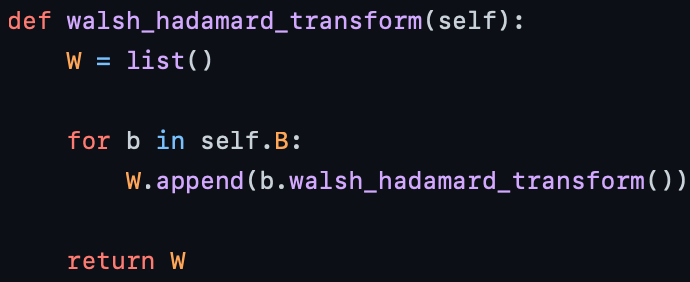 def walsh_hadamard_transform(self):
    W = list()
    for b in self.B:
        W.append(b.walsh_hadamard_transform())
    return W